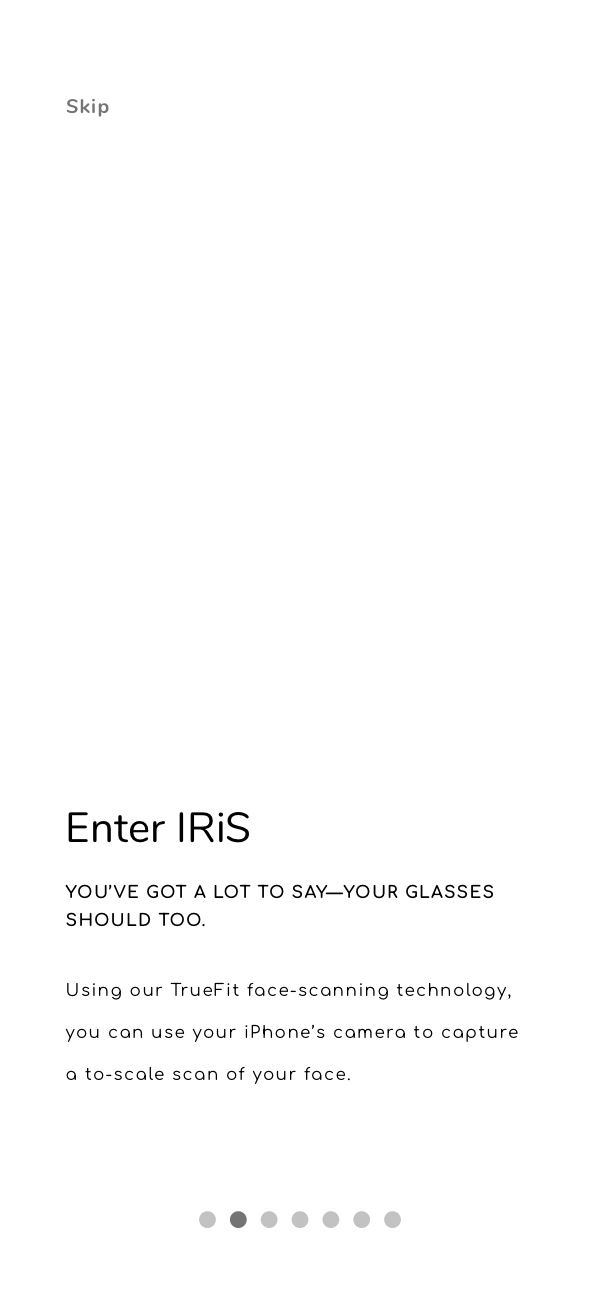 Skip
Enter IRiS
YOU’VE GOT A LOT TO SAY—YOUR GLASSES
SHOULD TOO.
Using our TrueFit face-scanning technology,
you can use your iPhone’s camera to capture
a to-scale scan of your face.